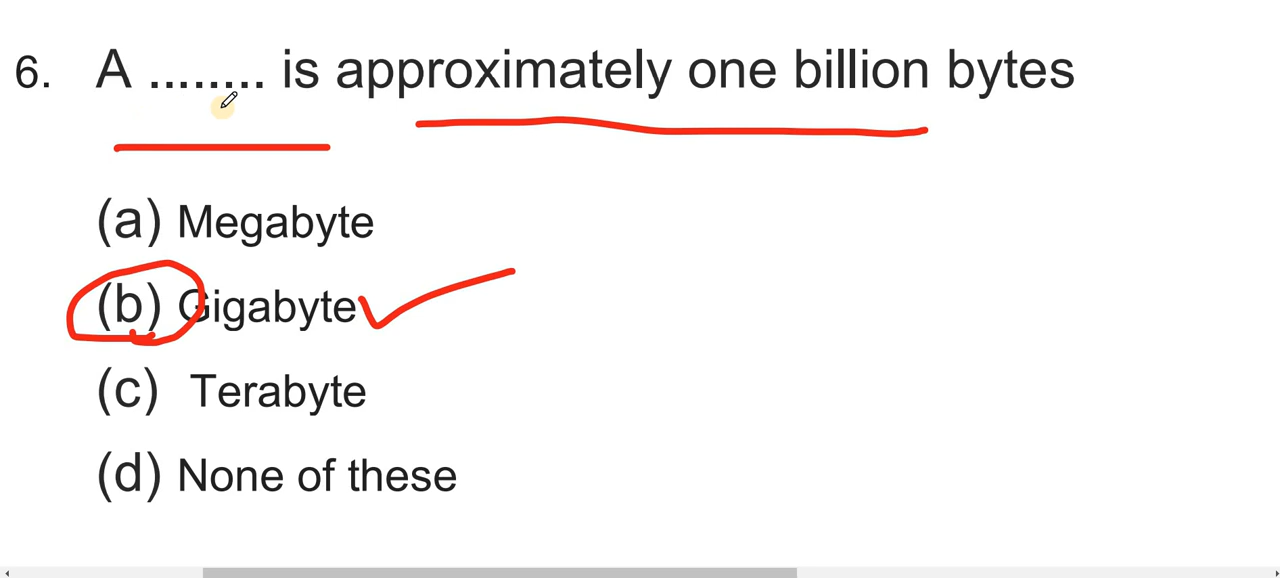 6. A ........ is approximately one billion bytes
(a) Megabyte
(b) Gigabyte
(c) Terabyte
(d) None of these